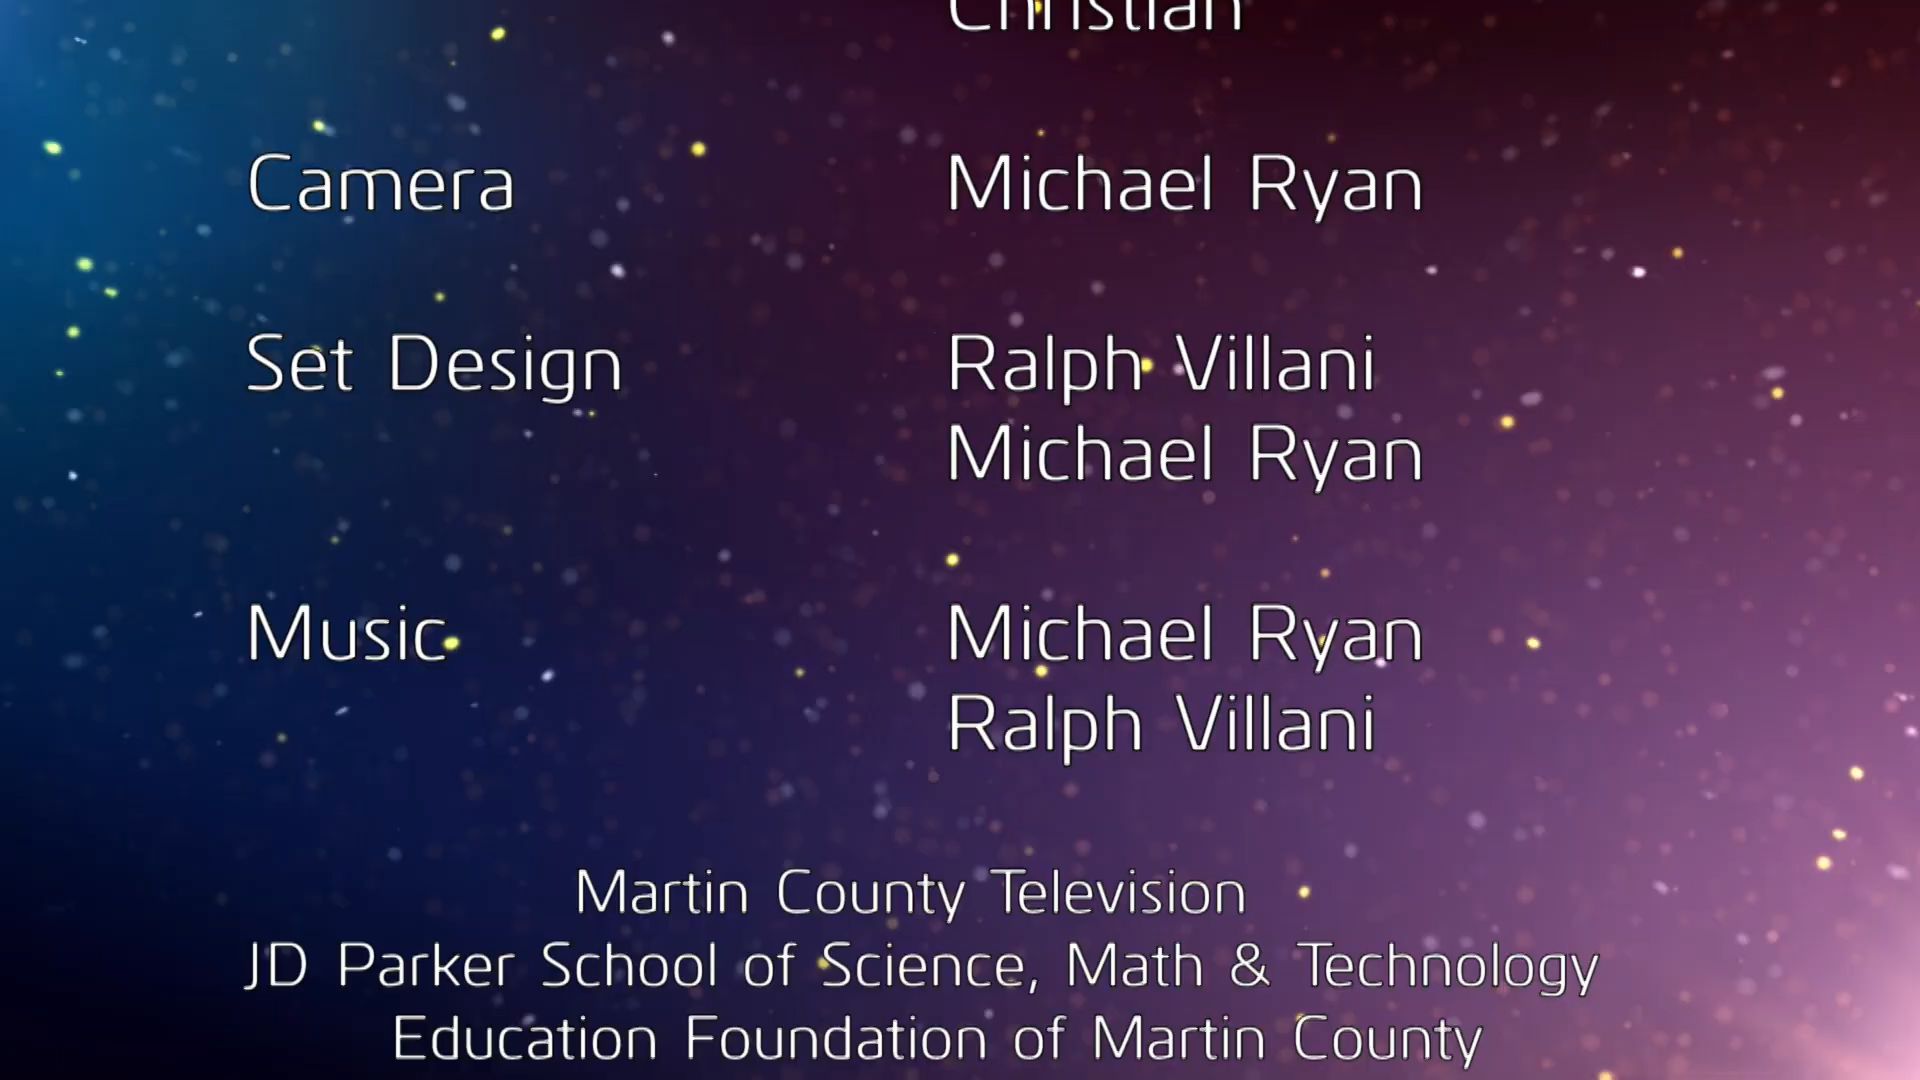 Christian
Camera Michael Ryan
Set Design Ralph Villani
Michael Ryan
Music Michael Ryan
Ralph Villani
Martin County Television
JD Parker School of Science, Math & Technology
Education Foundation of Martin County